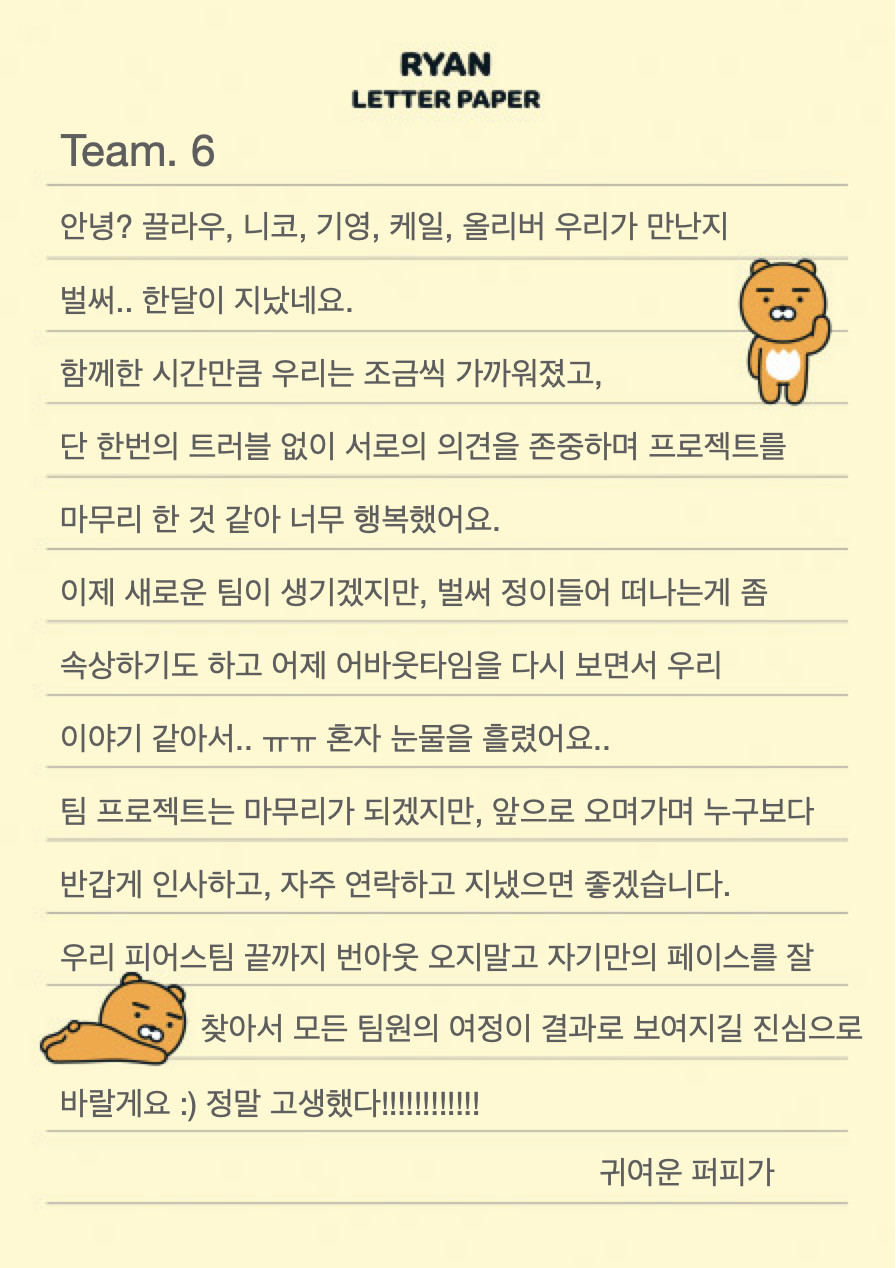 RYAN
LETTER PAPER
Team. 6
안녕? 끌라우, 니코, 기영, 케일, 올리버 우리가 만난지
벌써.. 한달이 지났네요.
함께한 시간만큼 우리는 조금씩 가까워졌고,
단 한번의 트러블 없이 서로의 의견을 존중하며 프로젝트를
마무리 한 것 같아 너무 행복했어요.
이제 새로운 팀이 생기겠지만, 벌써 정이들어 떠나는게 좀
속상하기도 하고 어제 어바웃타임을 다시 보면서 우리
이야기 같아서.. ㅠㅠ 혼자 눈물을 흘렸어요..
팀 프로젝트는 마무리가 되겠지만, 앞으로 오며가며 누구보다
반갑게 인사하고, 자주 연락하고 지냈으면 좋겠습니다.
우리 피어스팀 끝까지 번아웃 오지말고 자기만의 페이스를 잘
찾아서 모든 팀원의 여정이 결과로 보여지길 진심으로
바랄게요 :) 정말 고생했다!!!!!!!!!!!!
귀여운 퍼피가